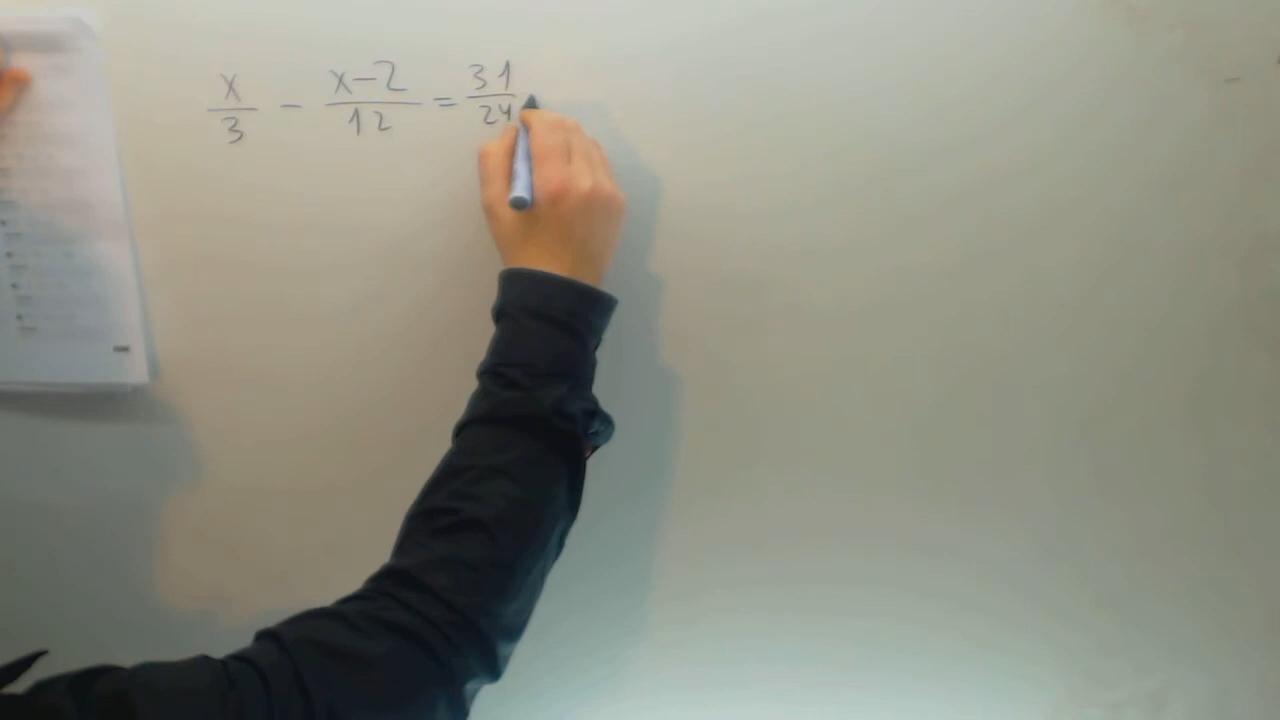 x/3 − x−2/12 = 31/24